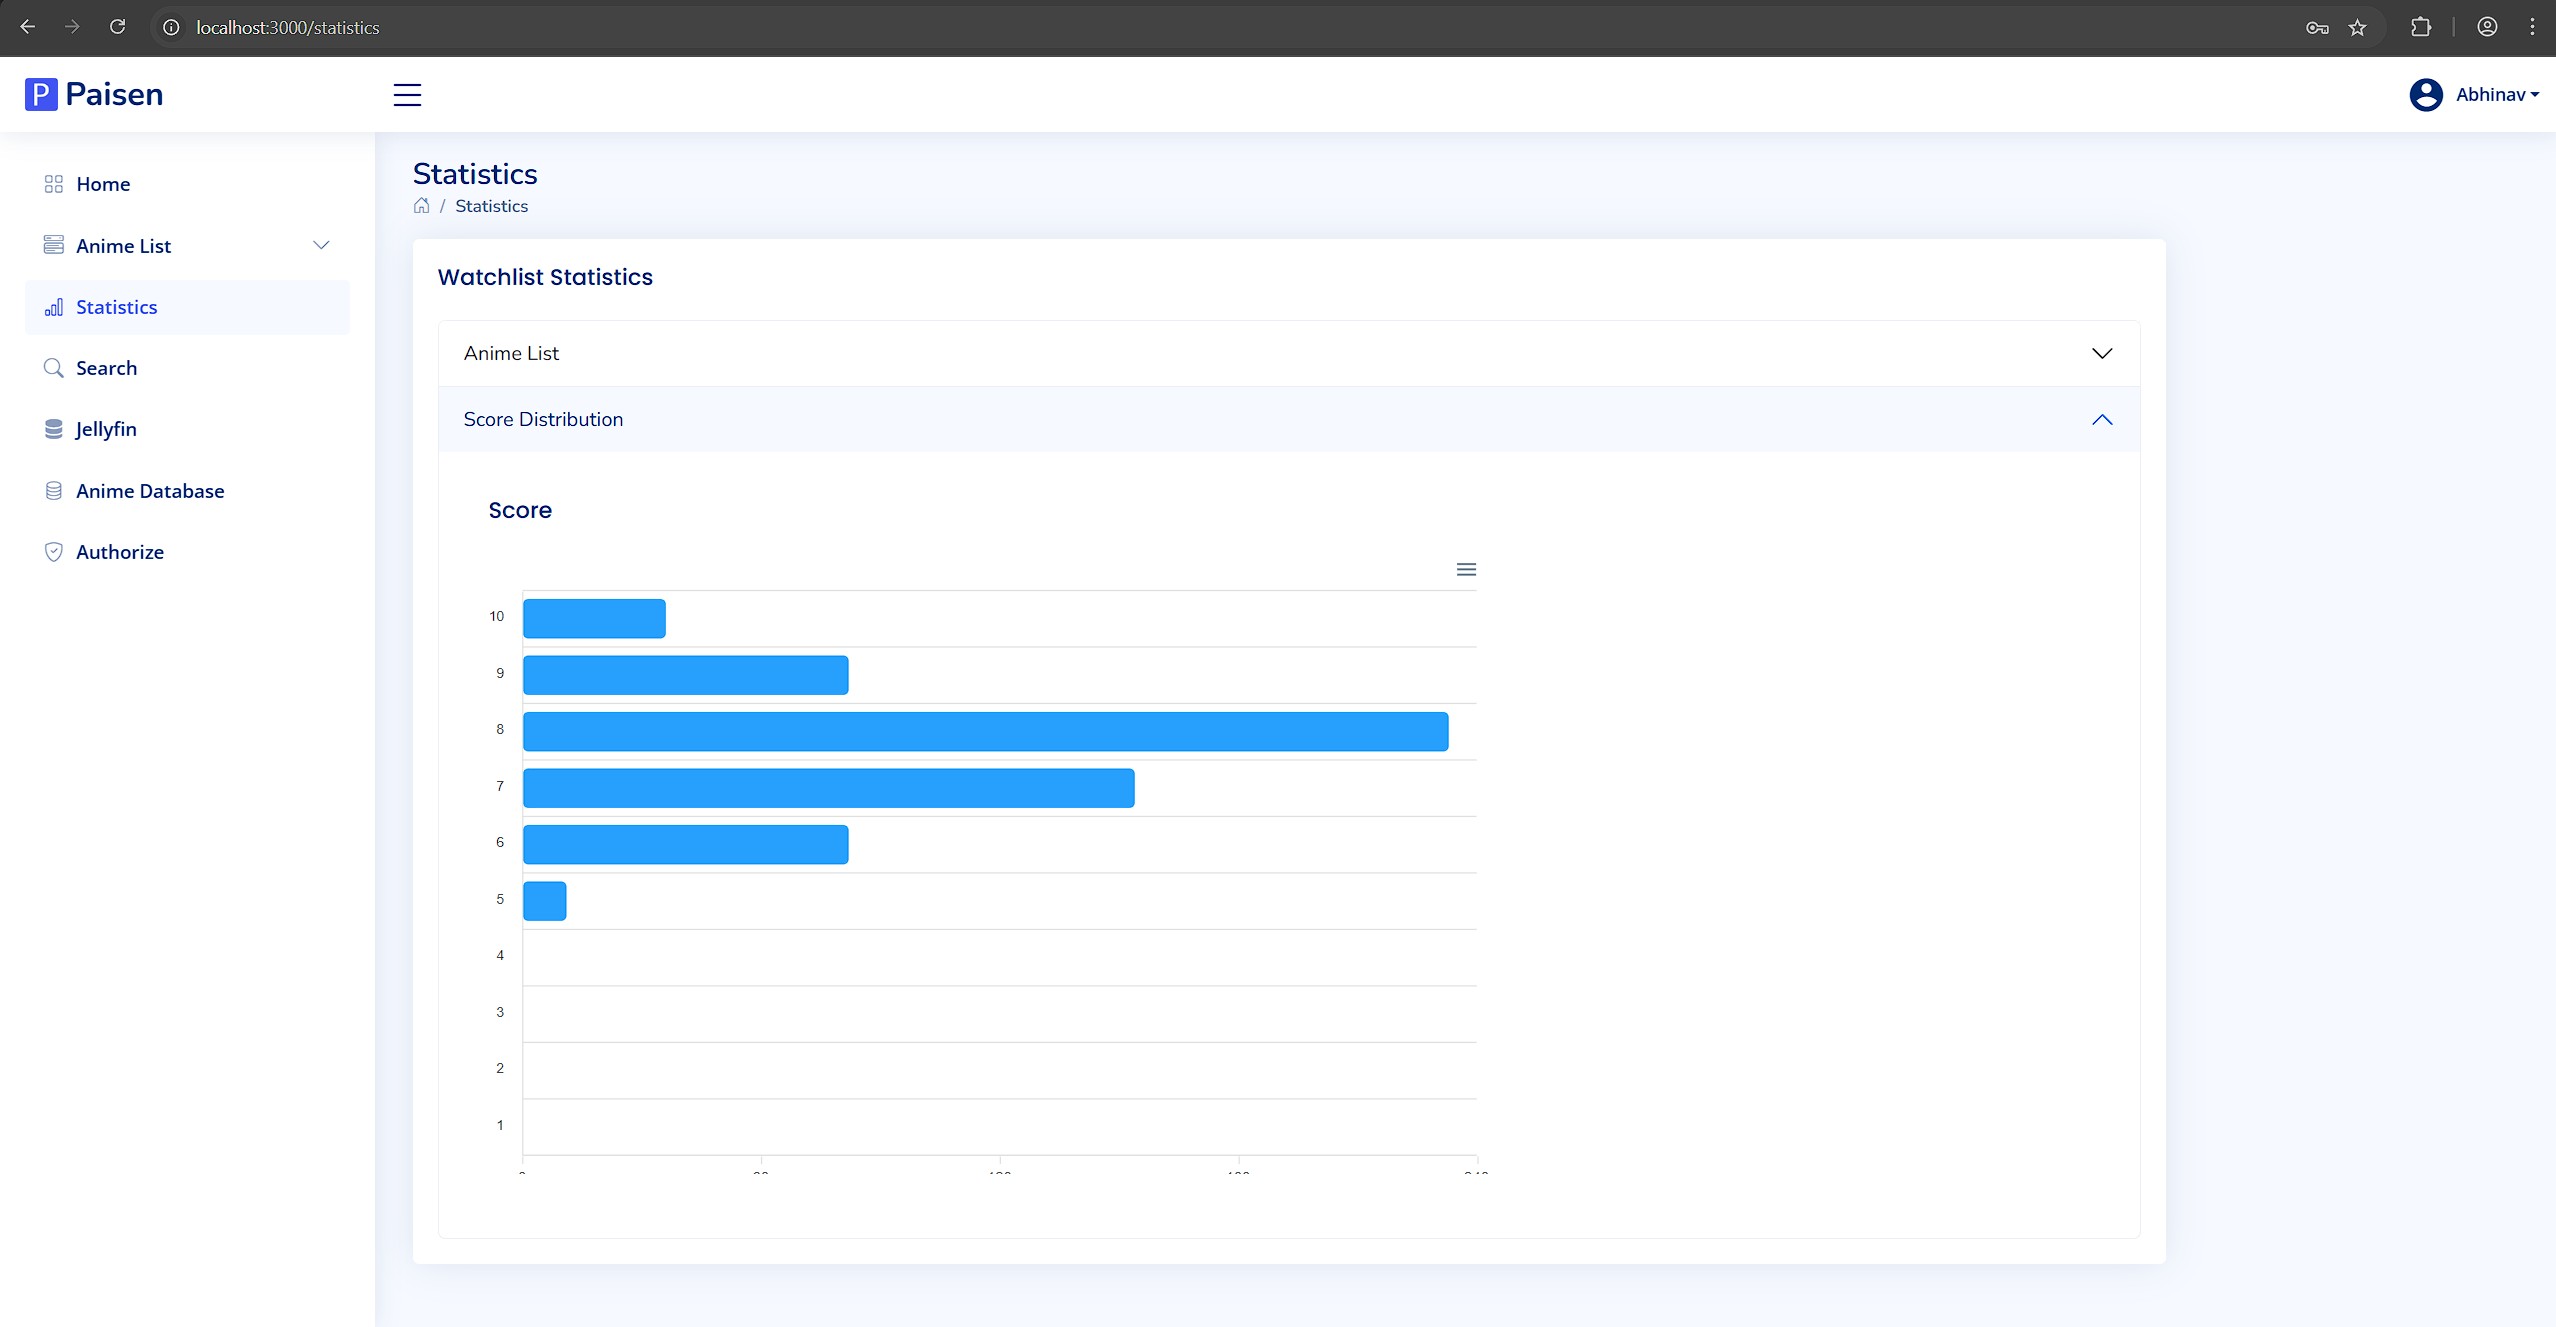 localhost:3000/statistics
P Paisen
Abhinav
Home
Anime List
Statistics
Search
Jellyfin
Anime Database
Authorize
Statistics
/ Statistics
Watchlist Statistics
Anime List
Score Distribution
Score
10
9
8
7
6
5
4
3
2
1